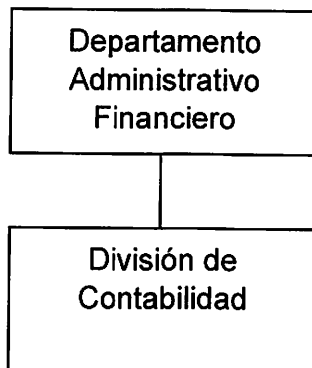 Departamento
Administrativo
Financiero
División de
Contabilidad